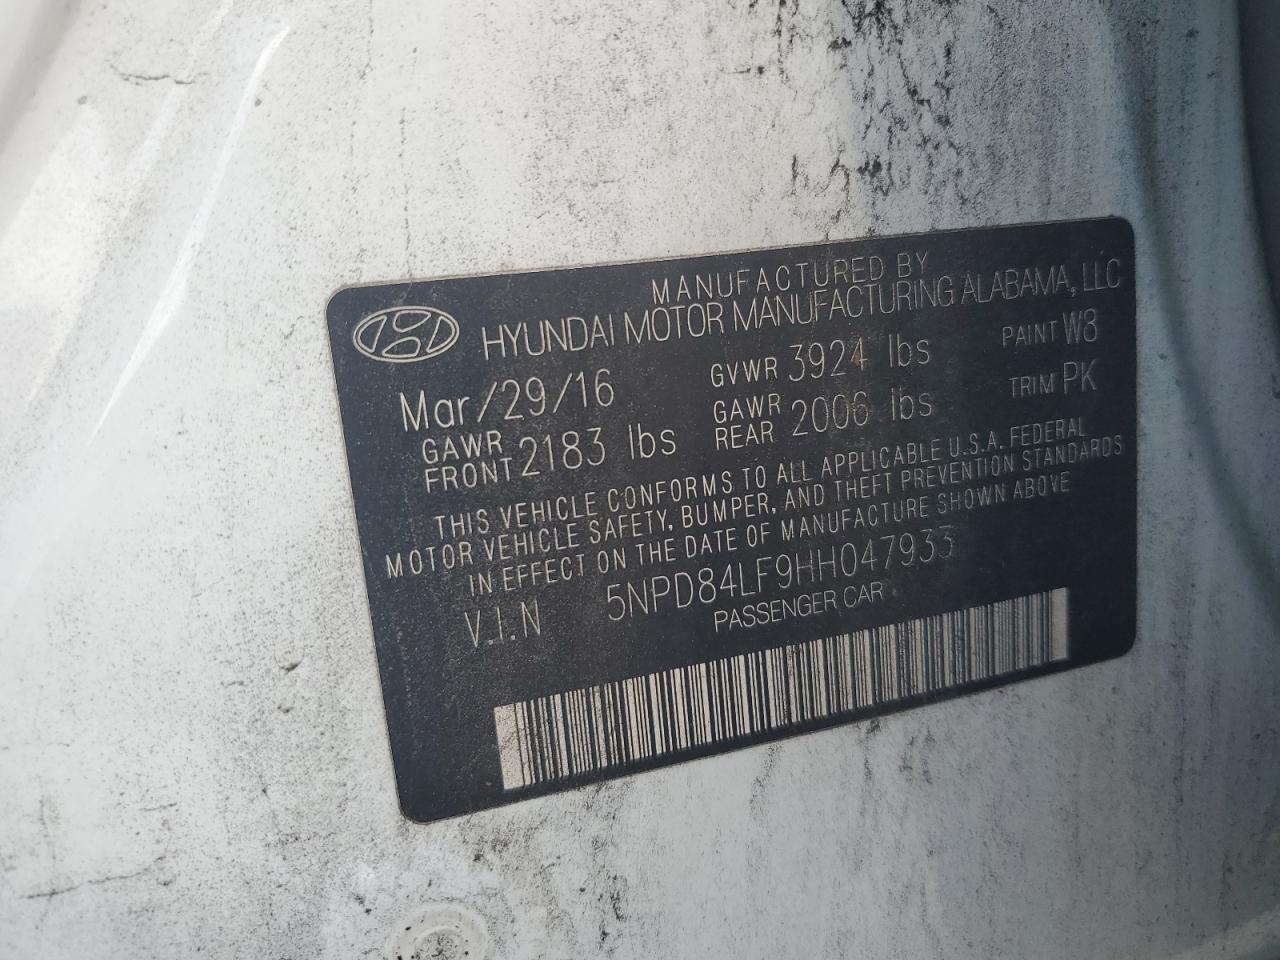 MANUFACTURED BY
HYUNDAI MOTOR MANUFACTURING ALABAMA, LLC
Mar/29/16 GVWR 3924 lbs PAINT W8
GAWR FRONT 2183 lbs GAWR REAR 2006 lbs TRIM PK
THIS VEHICLE CONFORMS TO ALL APPLICABLE U.S.A. FEDERAL
MOTOR VEHICLE SAFETY, BUMPER, AND THEFT PREVENTION STANDARDS
IN EFFECT ON THE DATE OF MANUFACTURE SHOWN ABOVE
V.I.N 5NPD84LF9HH047933
PASSENGER CAR